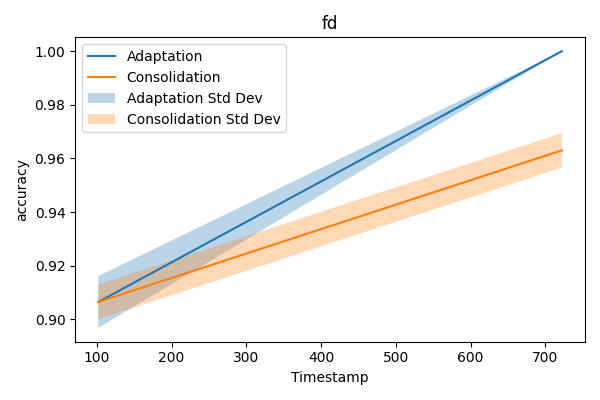 fd
Adaptation
Consolidation
Adaptation Std Dev
Consolidation Std Dev
accuracy
1.00
0.98
0.96
0.94
0.92
0.90
100 200 300 400 500 600 700
Timestamp